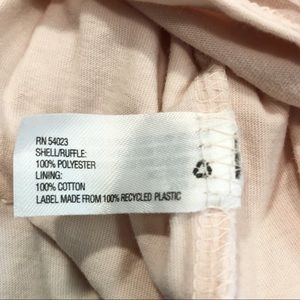 RN 54023
SHELL/RUFFLE:
100% POLYESTER
LINING:
100% COTTON
LABEL MADE FROM 100% RECYCLED PLASTIC